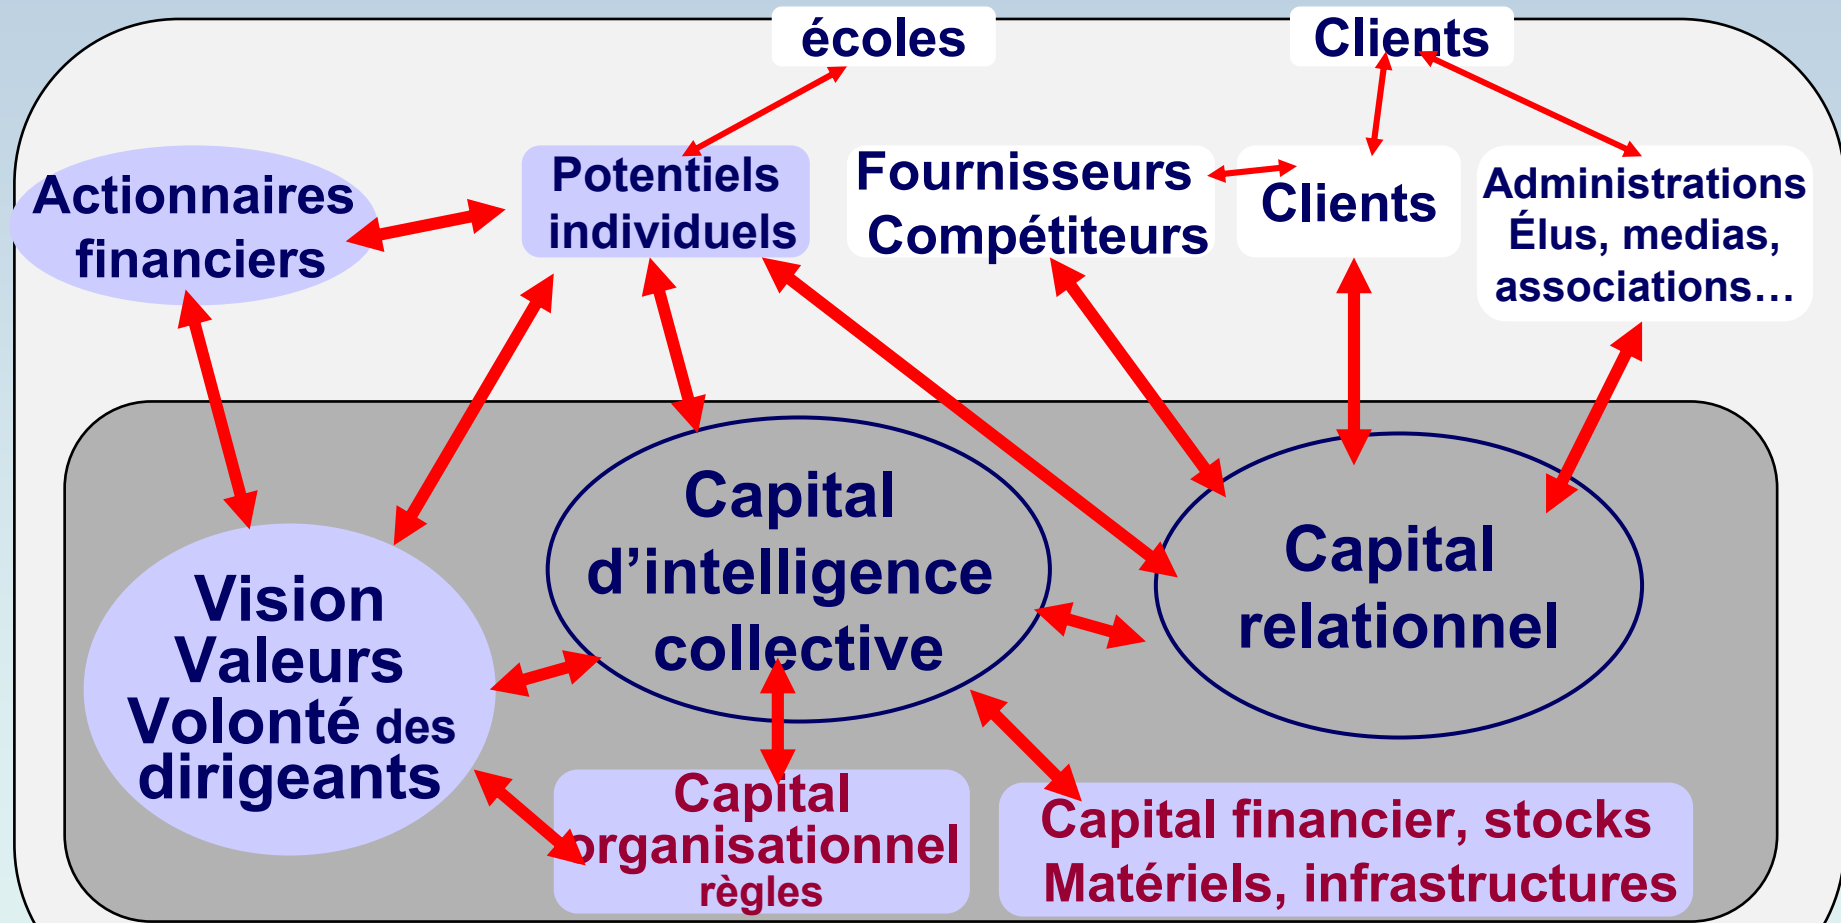 écoles
Clients
Actionnaires
financiers
Potentiels
individuels
Fournisseurs
Compétiteurs
Clients
Administrations
Élus, medias,
associations…
Vision
Valeurs
Volonté des
dirigeants
Capital
d’intelligence
collective
Capital
relationnel
Capital
organisationnel
règles
Capital financier, stocks
Matériels, infrastructures